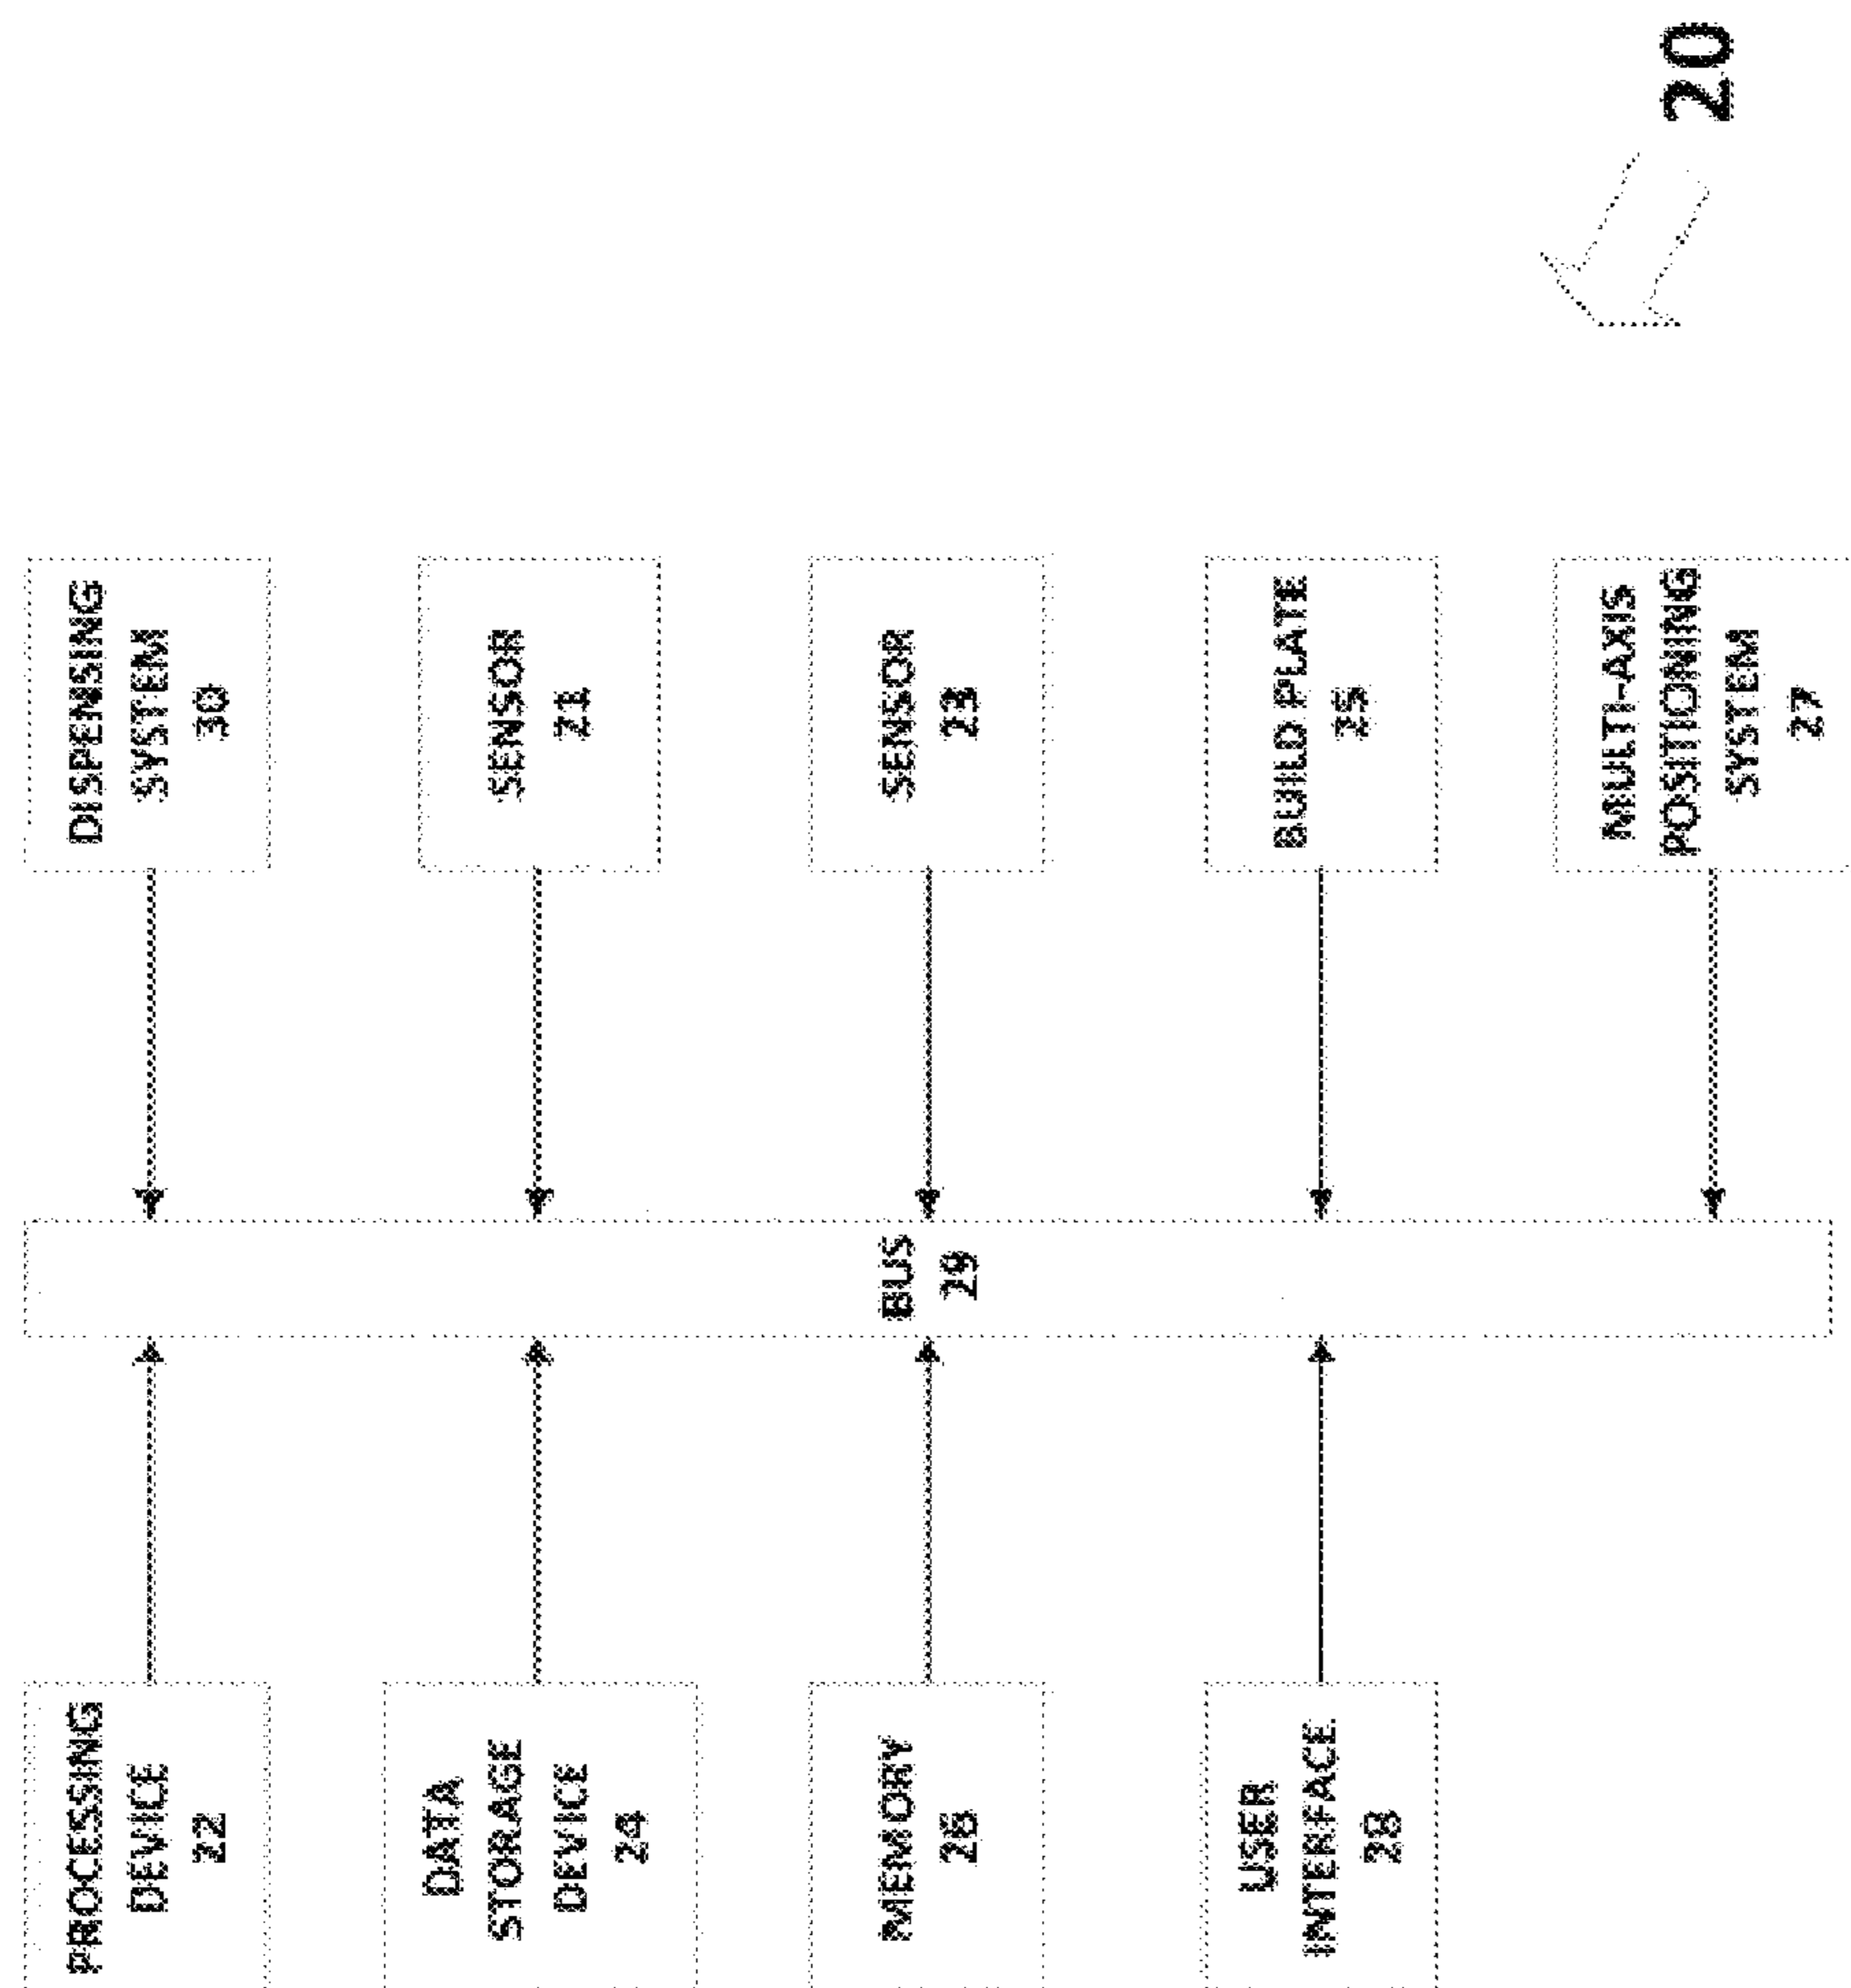 PROCESSING
DEVICE
22
DATA
STORAGE
DEVICE
24
MEMORY
26
USER
INTERFACE
28
BUS
29
DISPENSING
SYSTEM
30
SENSOR
21
SENSOR
23
BUILD PLATE
25
MULTI-AXIS
POSITIONING
SYSTEM
27
20